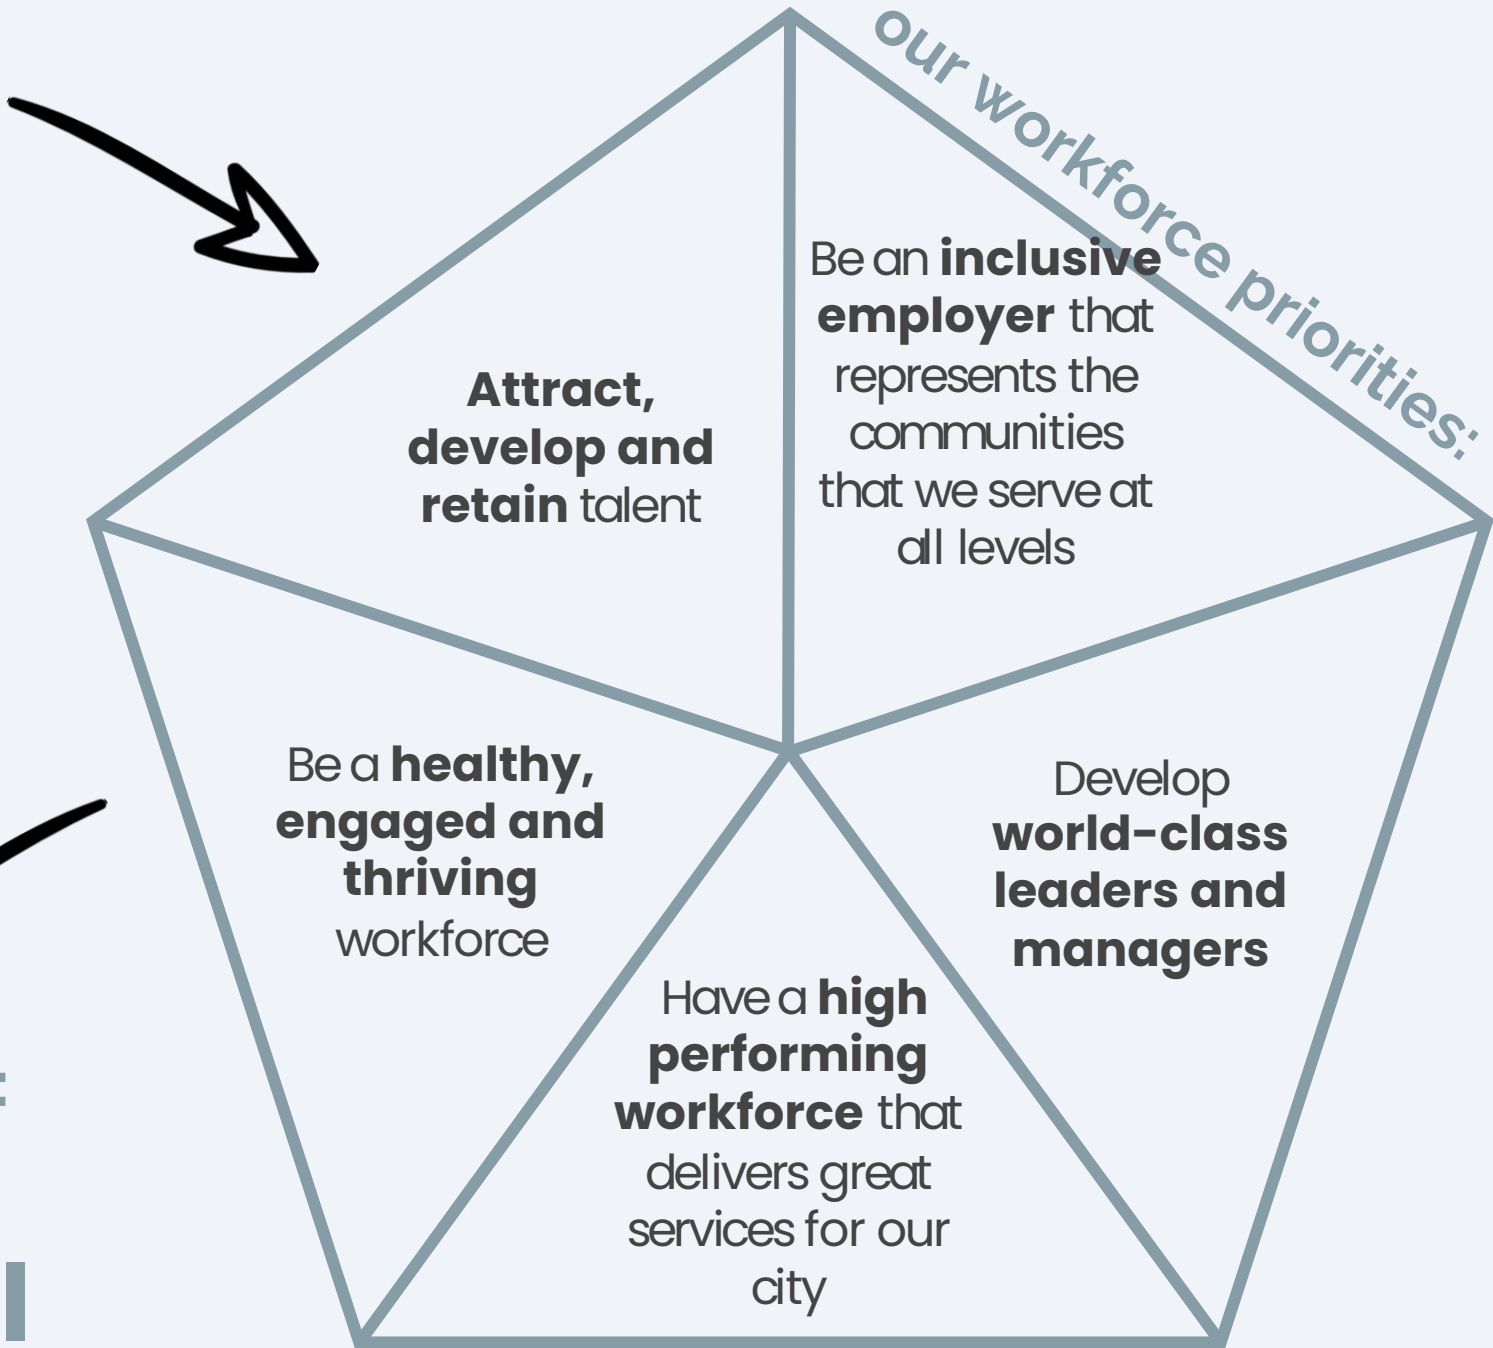 our workforce priorities:
Be an inclusive
employer that
represents the
communities
that we serve at
all levels
Attract,
develop and
retain talent
Be a healthy,
engaged and
thriving
workforce
Develop
world-class
leaders and
managers
Have a high
performing
workforce that
delivers great
services for our
city